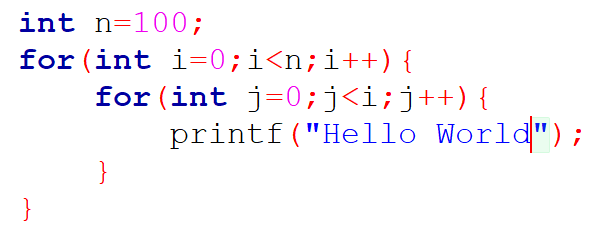 int n=100;
for(int i=0;i<n;i++){
    for(int j=0;j<i;j++){
        printf("Hello World");
    }
}